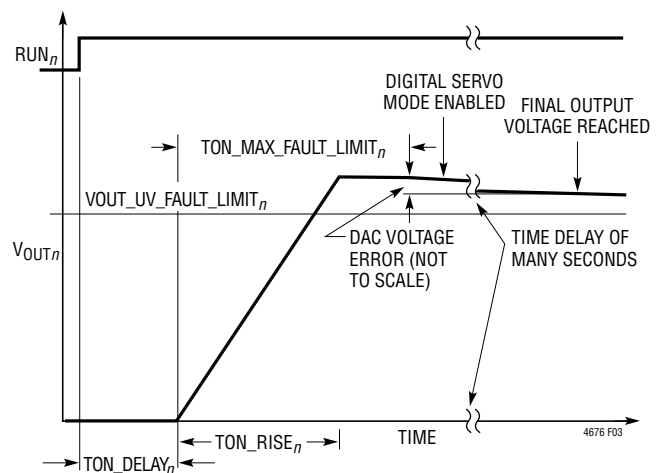 RUNn
DIGITAL SERVO
MODE ENABLED
FINAL OUTPUT
VOLTAGE REACHED
TON_MAX_FAULT_LIMITn
VOUT_UV_FAULT_LIMITn
VOUTn
DAC VOLTAGE
ERROR (NOT
TO SCALE)
TIME DELAY OF
MANY SECONDS
TON_RISEn
TIME
4676 F03
TON_DELAYn